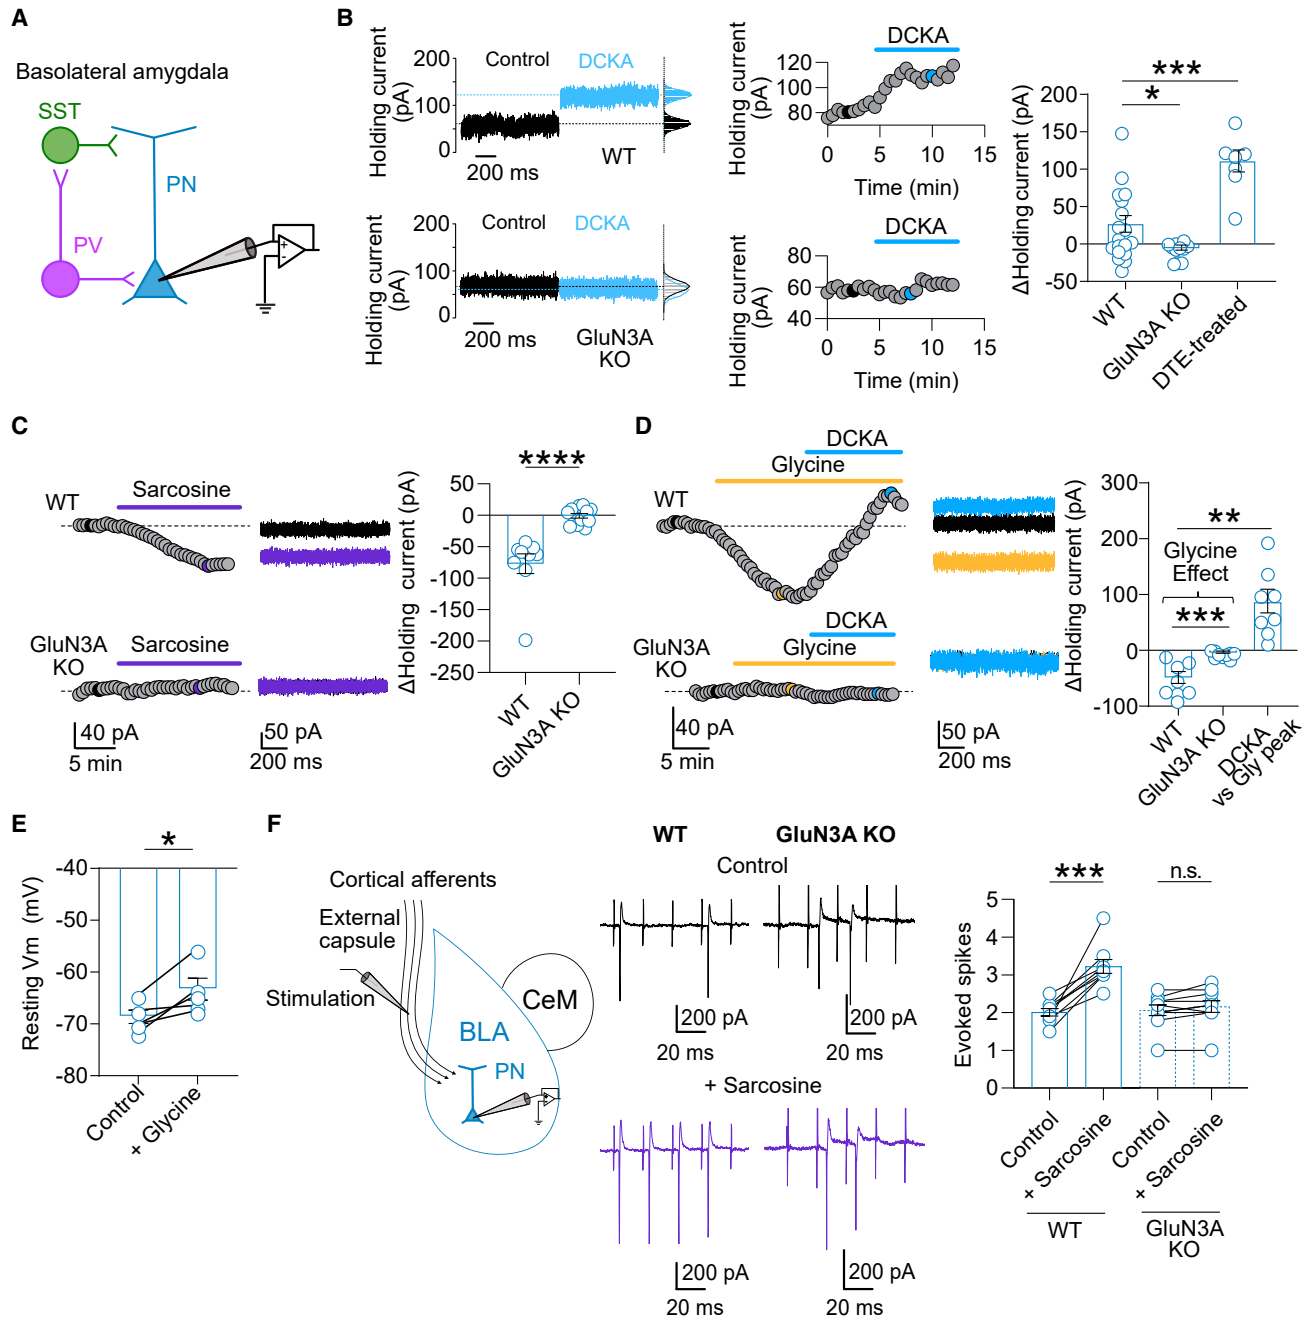 A
Basolateral amygdala
SST
PN
PV
B
Holding current
(pA)
200
100
0
Control
DCKA
WT
200 ms
Holding current
(pA)
200
100
0
Control
DCKA
200 ms
GluN3A
KO
Holding current
(pA)
DCKA
120
100
80
0
5
10
15
Time (min)
Holding current
(pA)
DCKA
80
60
40
0
5
10
15
Time (min)
ΔHolding current (pA)
200
150
100
50
0
-50
***
*
WT
GluN3A KO
DTE-treated
C
WT
Sarcosine
GluN3A
KO
Sarcosine
40 pA
5 min
50 pA
200 ms
ΔHolding current (pA)
50
0
-50
-100
-150
-200
-250
****
WT
GluN3A KO
D
DCKA
Glycine
WT
DCKA
GluN3A
KO
Glycine
40 pA
5 min
50 pA
200 ms
ΔHolding current (pA)
300
200
100
0
-100
**
Glycine
Effect
***
WT
GluN3A KO
DCKA
vs Gly peak
E
*
Resting Vm (mV)
-40
-50
-60
-70
-80
Control
+ Glycine
F
Cortical afferents
External
capsule
Stimulation
CeM
BLA
PN
WT
GluN3A KO
Control
200 pA
20 ms
200 pA
20 ms
+ Sarcosine
200 pA
20 ms
200 pA
20 ms
Evoked spikes
5
4
3
2
1
0
***
n.s.
Control
+ Sarcosine
Control
+ Sarcosine
WT
GluN3A
KO